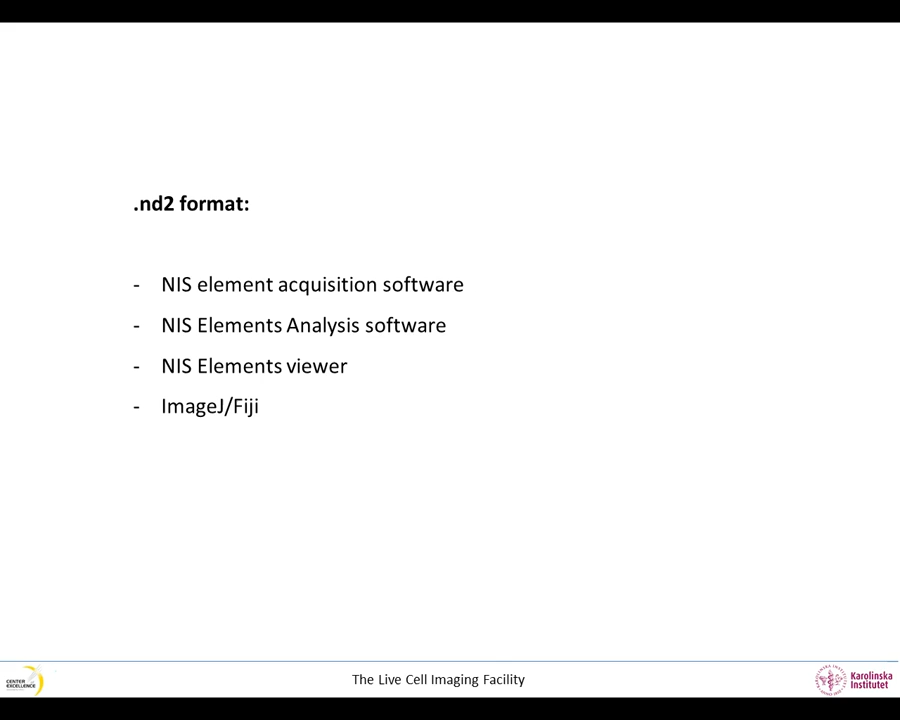 .nd2 format:
- NIS element acquisition software
- NIS Elements Analysis software
- NIS Elements viewer
- ImageJ/Fiji
CENTER
EXCELLENCE
The Live Cell Imaging Facility
Karolinska
Institutet